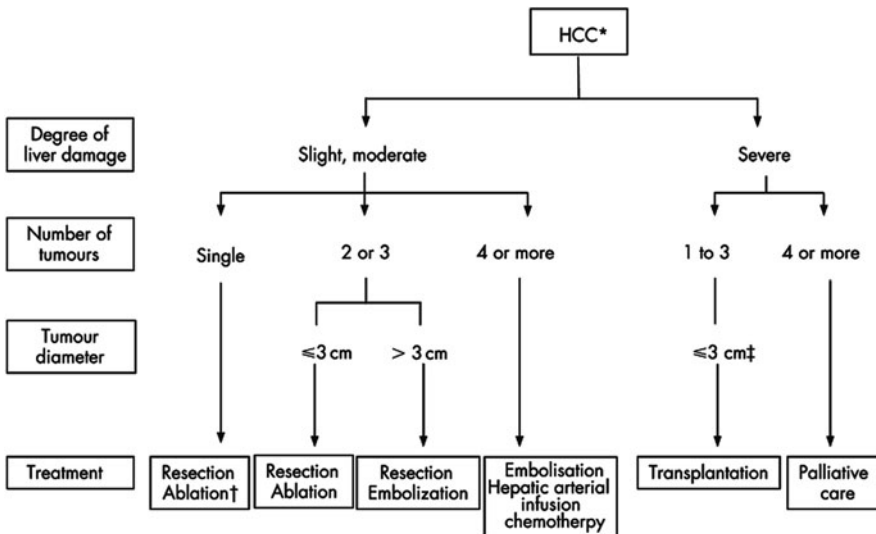 HCC*
Degree of
liver damage
Slight, moderate
Severe
Number of
tumours
Single
2 or 3
4 or more
1 to 3
4 or more
Tumour
diameter
⩽3 cm
> 3 cm
⩽3 cm‡
Treatment
Resection
Ablation†
Resection
Ablation
Resection
Embolization
Embolisation
Hepatic arterial
infusion
chemotherpy
Transplantation
Palliative
care